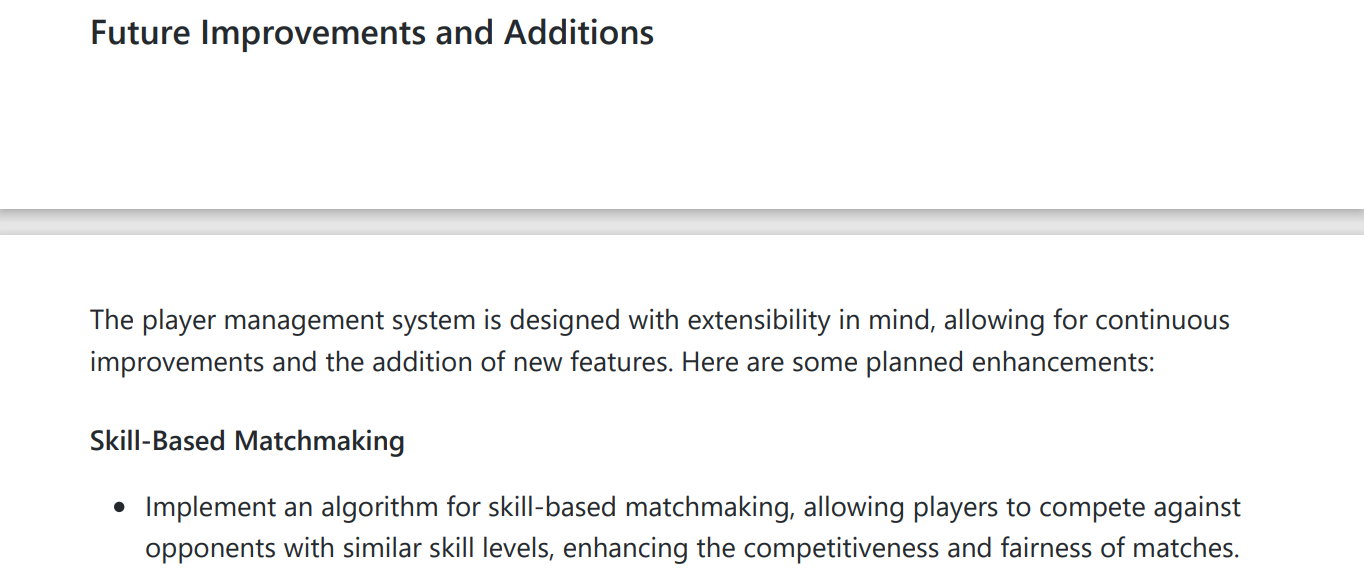 Future Improvements and Additions
The player management system is designed with extensibility in mind, allowing for continuous
improvements and the addition of new features. Here are some planned enhancements:
Skill-Based Matchmaking
• Implement an algorithm for skill-based matchmaking, allowing players to compete against
opponents with similar skill levels, enhancing the competitiveness and fairness of matches.